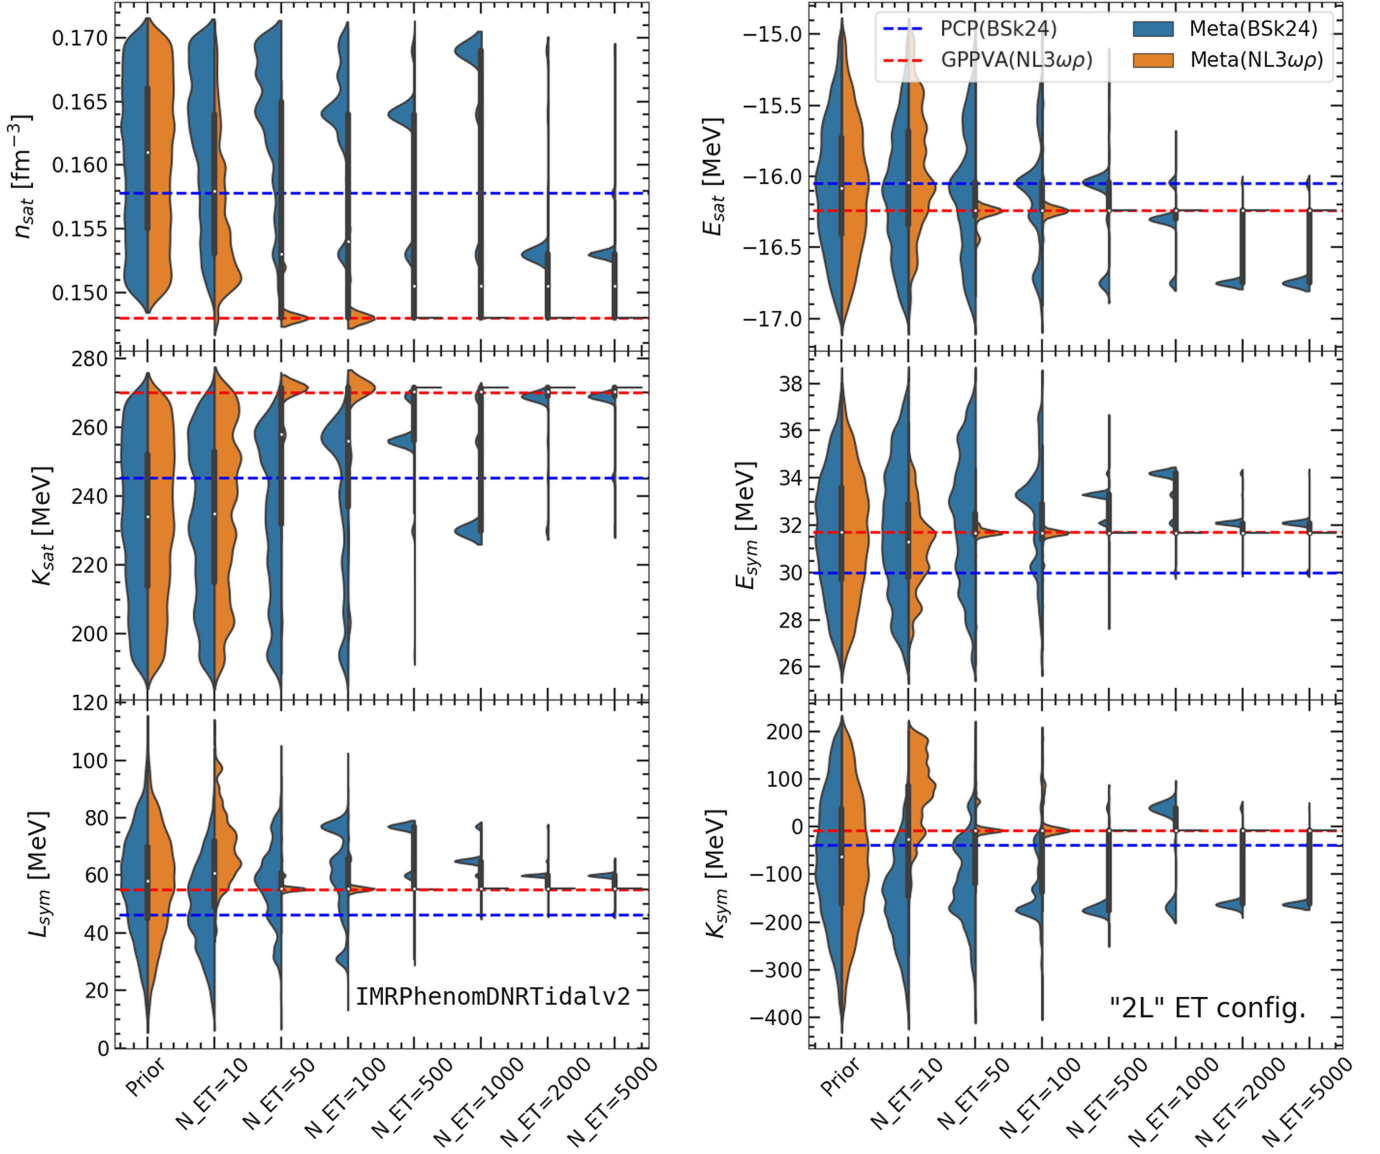 n_sat [fm⁻³]
0.170
0.165
0.160
0.155
0.150
K_sat [MeV]
280
260
240
220
200
L_sym [MeV]
120
100
80
60
40
20
0
IMRPhenomDNRTidalv2
Prior
N_ET=10
N_ET=50
N_ET=100
N_ET=500
N_ET=1000
N_ET=2000
N_ET=5000
PCP(BSk24)
GPPVA(NL3ωρ)
Meta(BSk24)
Meta(NL3ωρ)
E_sat [MeV]
−15.0
−15.5
−16.0
−16.5
−17.0
E_sym [MeV]
38
36
34
32
30
28
26
K_sym [MeV]
200
100
0
−100
−200
−300
−400
"2L" ET config.
Prior
N_ET=10
N_ET=50
N_ET=100
N_ET=500
N_ET=1000
N_ET=2000
N_ET=5000